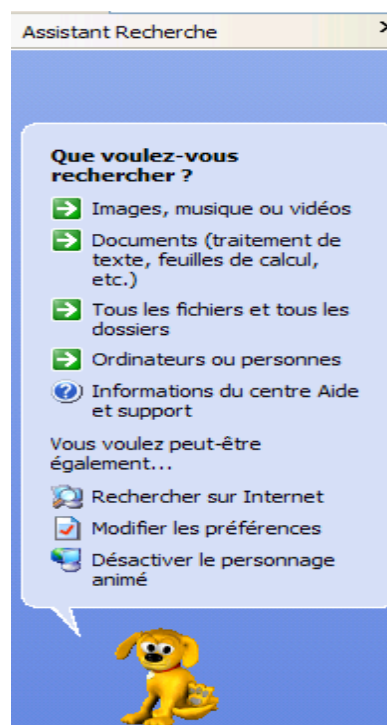 Assistant Recherche
Que voulez-vous
rechercher ?
Images, musique ou vidéos
Documents (traitement de
texte, feuilles de calcul,
etc.)
Tous les fichiers et tous les
dossiers
Ordinateurs ou personnes
Informations du centre Aide
et support
Vous voulez peut-être
également...
Rechercher sur Internet
Modifier les préférences
Désactiver le personnage
animé